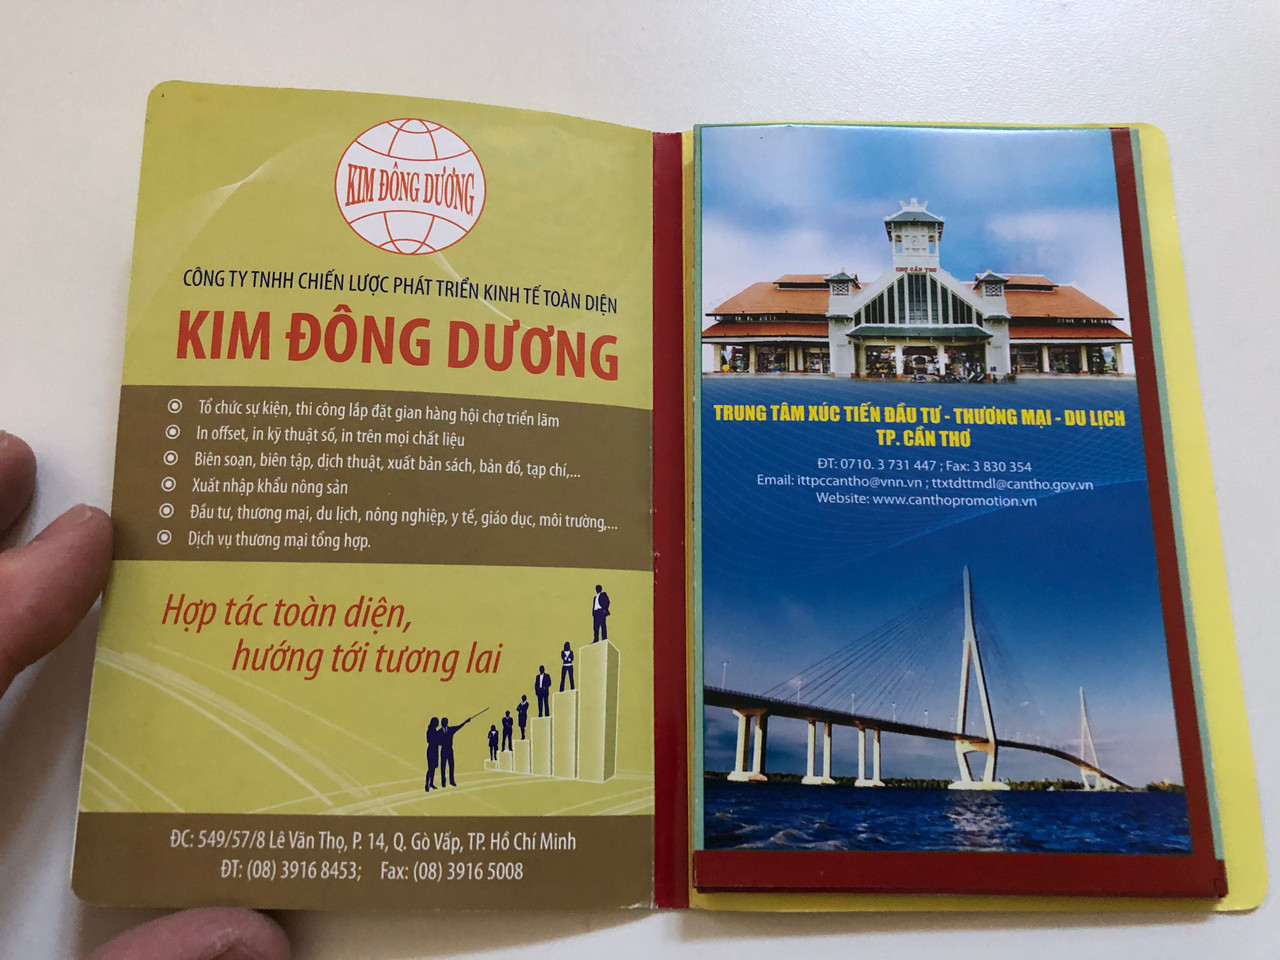 KIM ĐÔNG DƯƠNG
CÔNG TY TNHH CHIẾN LƯỢC PHÁT TRIỂN KINH TẾ TOÀN DIỆN
KIM ĐÔNG DƯƠNG
Tổ chức sự kiện, thi công lắp đặt gian hàng hội chợ triển lãm
In offset, in kỹ thuật số, in trên mọi chất liệu
Biên soạn, biên tập, dịch thuật, xuất bản sách, bản đồ, tạp chí,...
Xuất nhập khẩu nông sản
Đầu tư, thương mại, du lịch, nông nghiệp, y tế, giáo dục, môi trường,...
Dịch vụ thương mại tổng hợp.
Hợp tác toàn diện,
hướng tới tương lai
ĐC: 549/57/8 Lê Văn Thọ, P. 14, Q. Gò Vấp, TP. Hồ Chí Minh
ĐT: (08) 3916 8453; Fax: (08) 3916 5008
CHỢ CẦN THƠ
TRUNG TÂM XÚC TIẾN ĐẦU TƯ - THƯƠNG MẠI - DU LỊCH
TP. CẦN THƠ
ĐT: 0710. 3 731 447 ; Fax: 3 830 354
Email: ittpccantho@vnn.vn ; ttxtdttmdl@cantho.gov.vn
Website: www.canthopromotion.vn